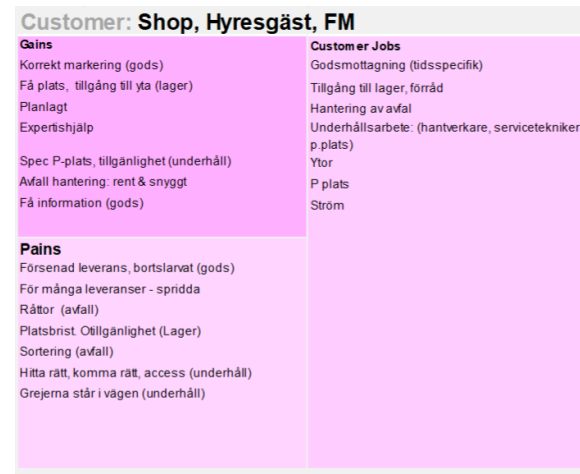 Customer: Shop, Hyresgäst, FM
Gains
Korrekt markering (gods)
Få plats, tillgång till yta (lager)
Planlagt
Expertishjälp
Spec P-plats, tillgänlighet (underhåll)
Avfall hantering: rent & snyggt
Få information (gods)
Pains
Försenad leverans, bortslarvat (gods)
För många leveranser - spridda
Råttor (avfall)
Platsbrist. Otillgänlighet (Lager)
Sortering (avfall)
Hitta rätt, komma rätt, access (underhåll)
Grejerna står i vägen (underhåll)
Customer Jobs
Godsmottagning (tidsspecifik)
Tillgång till lager, förråd
Hantering av avfal
Underhållsarbete: (hantverkare, servicetekniker
p.plats)
Ytor
P plats
Ström